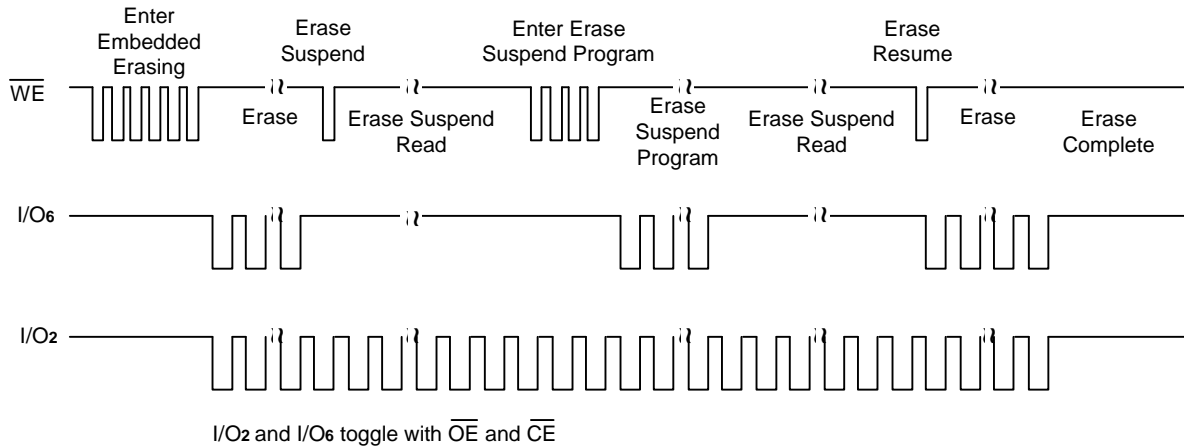 Enter
Embedded
Erasing
Erase
Suspend
Enter Erase
Suspend Program
Erase
Resume
WE
Erase
Erase Suspend
Read
Erase
Suspend
Program
Erase Suspend
Read
Erase
Erase
Complete
I/O6
I/O2
I/O2 and I/O6 toggle with OE and CE